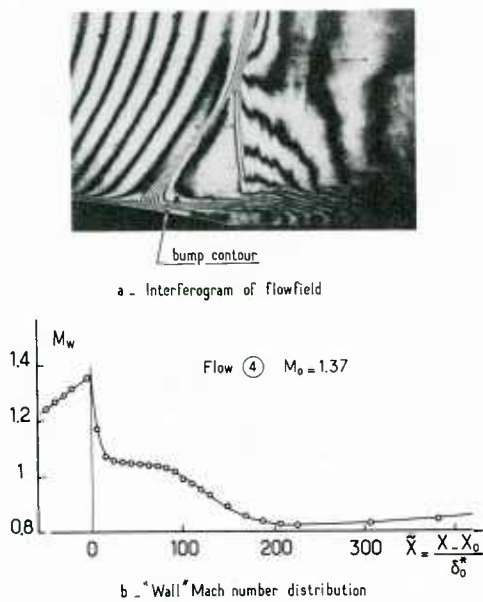 bump contour
a _ Interferogram of flowfield
M_w
1.4
Flow ④ M₀ = 1.37
1.2
1
0.8
0 100 200 300 X̃ = (X _ X₀) / δ₀*
b _ "Wall" Mach number distribution